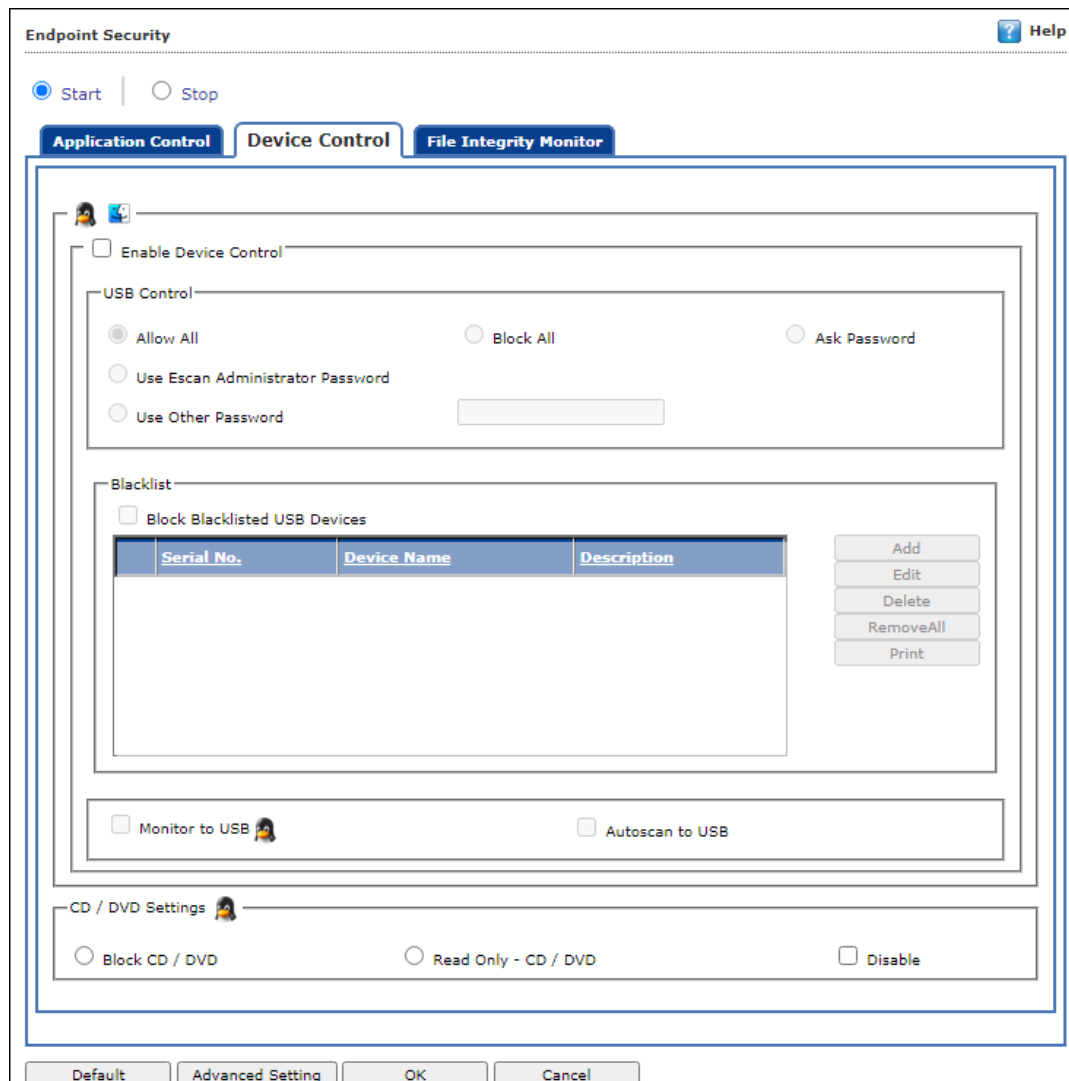 Endpoint Security
? Help
Start
Stop
Application Control
Device Control
File Integrity Monitor
Enable Device Control
USB Control
Allow All
Block All
Ask Password
Use Escan Administrator Password
Use Other Password
Blacklist
Block Blacklisted USB Devices
Serial No.
Device Name
Description
Add
Edit
Delete
RemoveAll
Print
Monitor to USB
Autoscan to USB
CD / DVD Settings
Block CD / DVD
Read Only - CD / DVD
Disable
Default
Advanced Setting
OK
Cancel